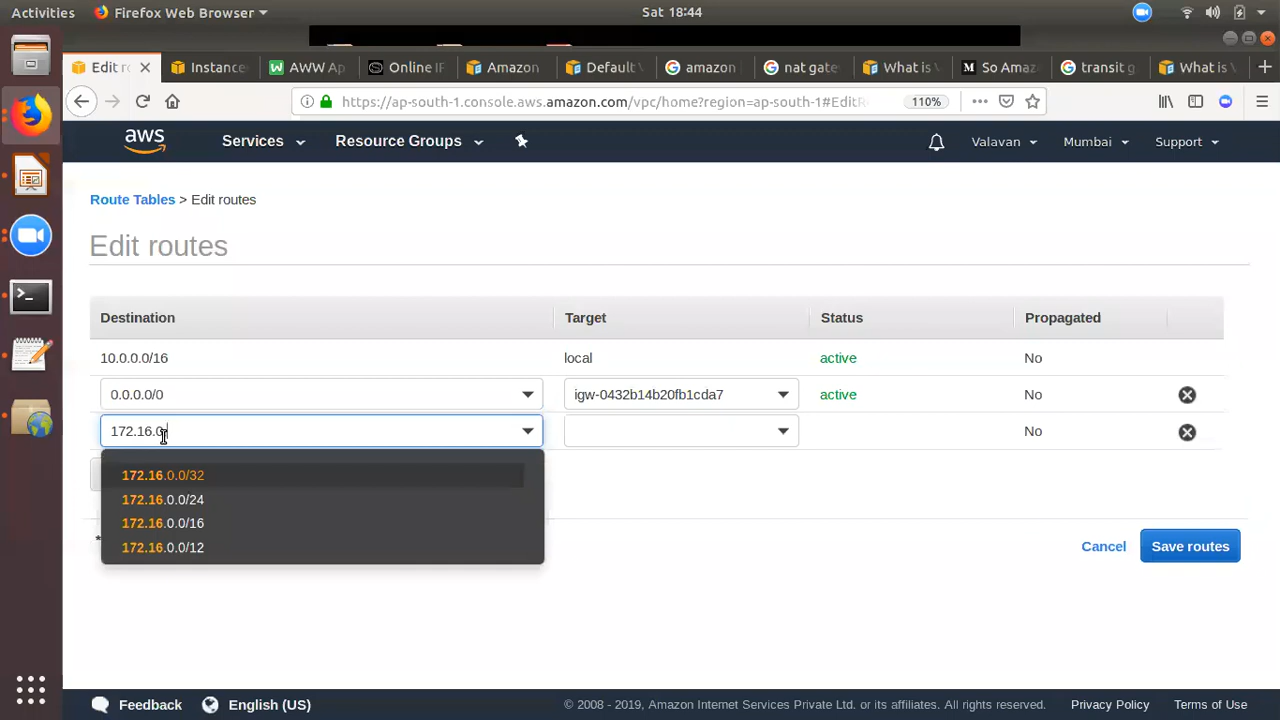 Activities
Firefox Web Browser
Sat 18:44
Edit ro
Instance
AWW Ap
Online IP
Amazon
Default V
amazon
nat gate
What is
So Amaz
transit g
What is
https://ap-south-1.console.aws.amazon.com/vpc/home?region=ap-south-1#EditR
110%
aws
Services
Resource Groups
Valavan
Mumbai
Support
Route Tables > Edit routes
Edit routes
Destination
Target
Status
Propagated
10.0.0.0/16
local
active
No
0.0.0.0/0
igw-0432b14b20fb1cda7
active
No
172.16.0
No
172.16.0.0/32
172.16.0.0/24
172.16.0.0/16
172.16.0.0/12
*
Cancel
Save routes
Feedback
English (US)
© 2008 - 2019, Amazon Internet Services Private Ltd. or its affiliates. All rights reserved.
Privacy Policy
Terms of Use